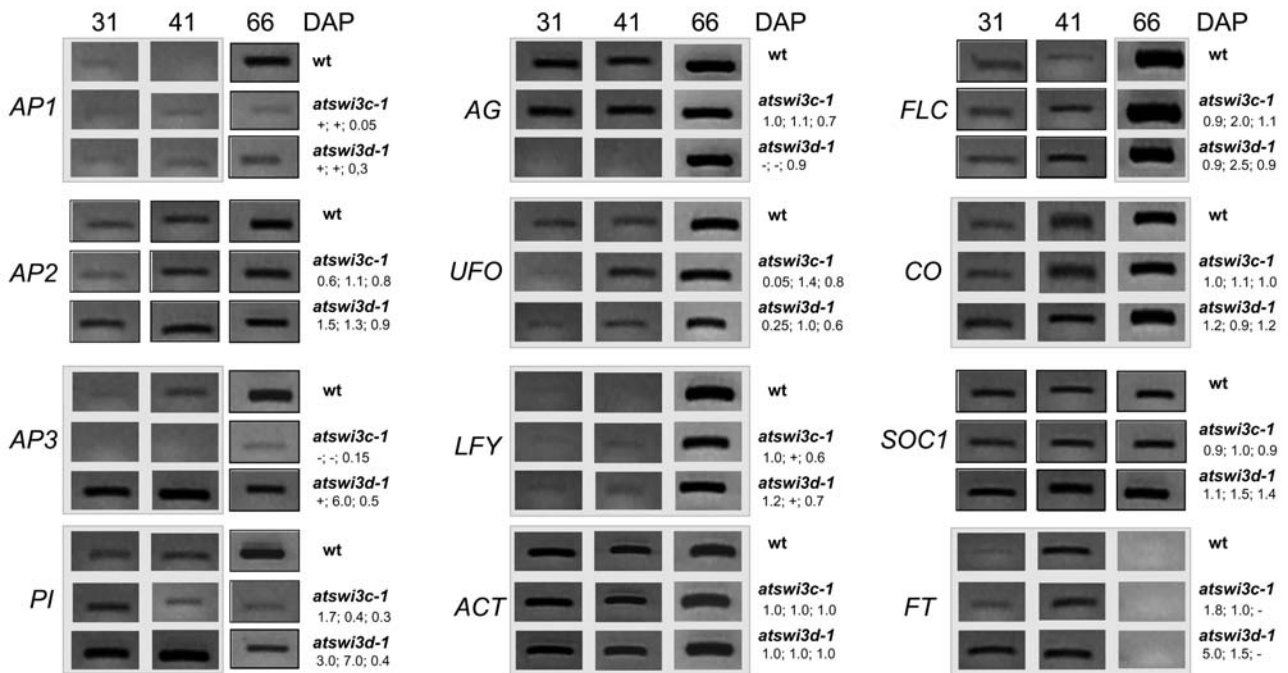 31 41 66 DAP
AP1
wt
atswi3c-1
+; +; 0.05
atswi3d-1
+; +; 0,3
AP2
wt
atswi3c-1
0.6; 1.1; 0.8
atswi3d-1
1.5; 1.3; 0.9
AP3
wt
atswi3c-1
-; -; 0.15
atswi3d-1
+; 6.0; 0.5
PI
wt
atswi3c-1
1.7; 0.4; 0.3
atswi3d-1
3.0; 7.0; 0.4
31 41 66 DAP
AG
wt
atswi3c-1
1.0; 1.1; 0.7
atswi3d-1
-; -; 0.9
UFO
wt
atswi3c-1
0.05; 1.4; 0.8
atswi3d-1
0.25; 1.0; 0.6
LFY
wt
atswi3c-1
1.0; +; 0.6
atswi3d-1
1.2; +; 0.7
ACT
wt
atswi3c-1
1.0; 1.0; 1.0
atswi3d-1
1.0; 1.0; 1.0
31 41 66 DAP
FLC
wt
atswi3c-1
0.9; 2.0; 1.1
atswi3d-1
0.9; 2.5; 0.9
CO
wt
atswi3c-1
1.0; 1.1; 1.0
atswi3d-1
1.2; 0.9; 1.2
SOC1
wt
atswi3c-1
0.9; 1.0; 0.9
atswi3d-1
1.1; 1.5; 1.4
FT
wt
atswi3c-1
1.8; 1.0; -
atswi3d-1
5.0; 1.5; -